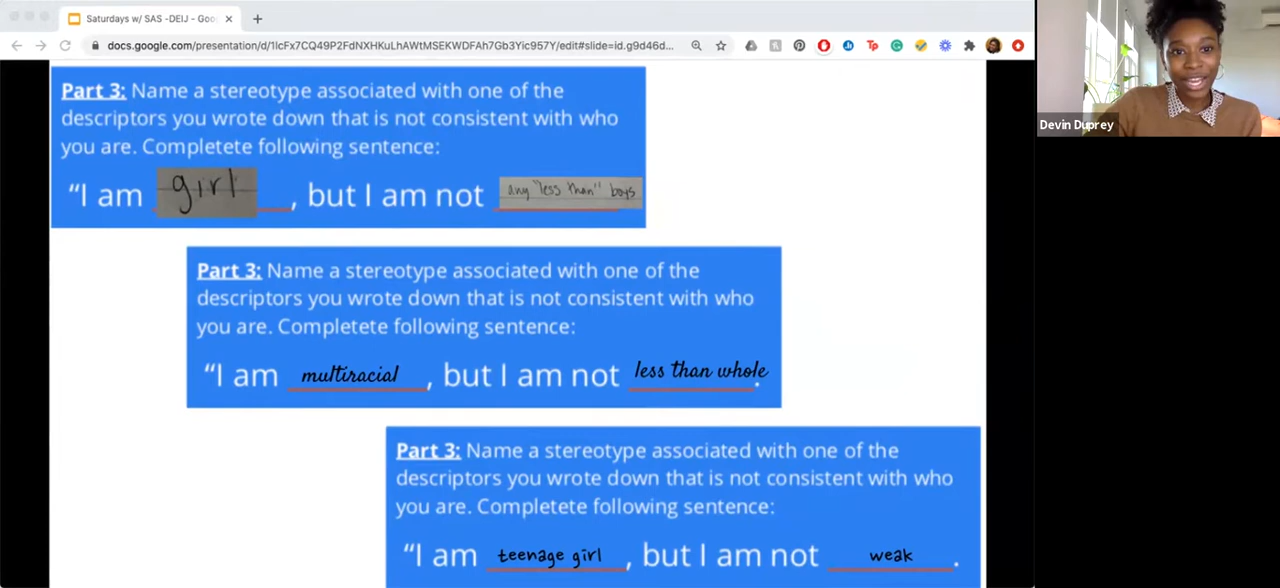 Saturdays w/ SAS -DEIJ - Goo
docs.google.com/presentation/d/1lcFx7CQ49P2FdNXHKuLhAWtMSEKWDFAh7Gb3Yic957Y/edit#slide=id.g9d46d...
Devin Duprey
Part 3: Name a stereotype associated with one of the
descriptors you wrote down that is not consistent with who
you are. Completete following sentence:
"I am girl, but I am not any "less than" boys
Part 3: Name a stereotype associated with one of the
descriptors you wrote down that is not consistent with who
you are. Completete following sentence:
"I am multiracial, but I am not less than whole.
Part 3: Name a stereotype associated with one of the
descriptors you wrote down that is not consistent with who
you are. Completete following sentence:
"I am teenage girl, but I am not weak.